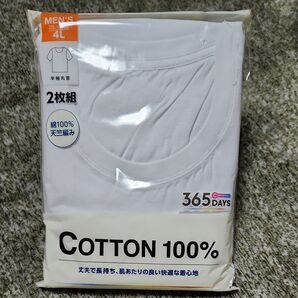 MEN'S
4L
半袖丸首
2枚組
綿100%
天竺編み
365
DAYS
COTTON 100%
丈夫で長持ち、肌あたりの良い快適な着心地